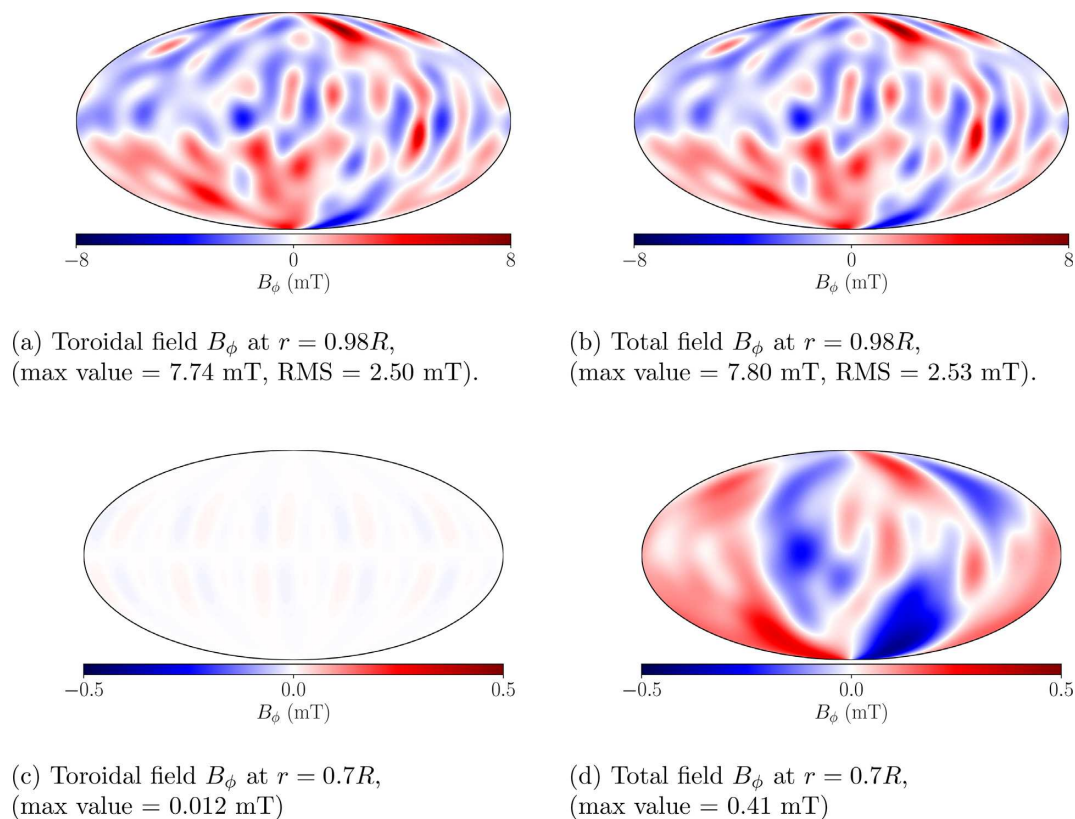 −8 0 8
B_ϕ (mT)
−8 0 8
B_ϕ (mT)
(a) Toroidal field B_ϕ at r = 0.98R,
(max value = 7.74 mT, RMS = 2.50 mT).
(b) Total field B_ϕ at r = 0.98R,
(max value = 7.80 mT, RMS = 2.53 mT).
−0.5 0.0 0.5
B_ϕ (mT)
−0.5 0.0 0.5
B_ϕ (mT)
(c) Toroidal field B_ϕ at r = 0.7R,
(max value = 0.012 mT)
(d) Total field B_ϕ at r = 0.7R,
(max value = 0.41 mT)